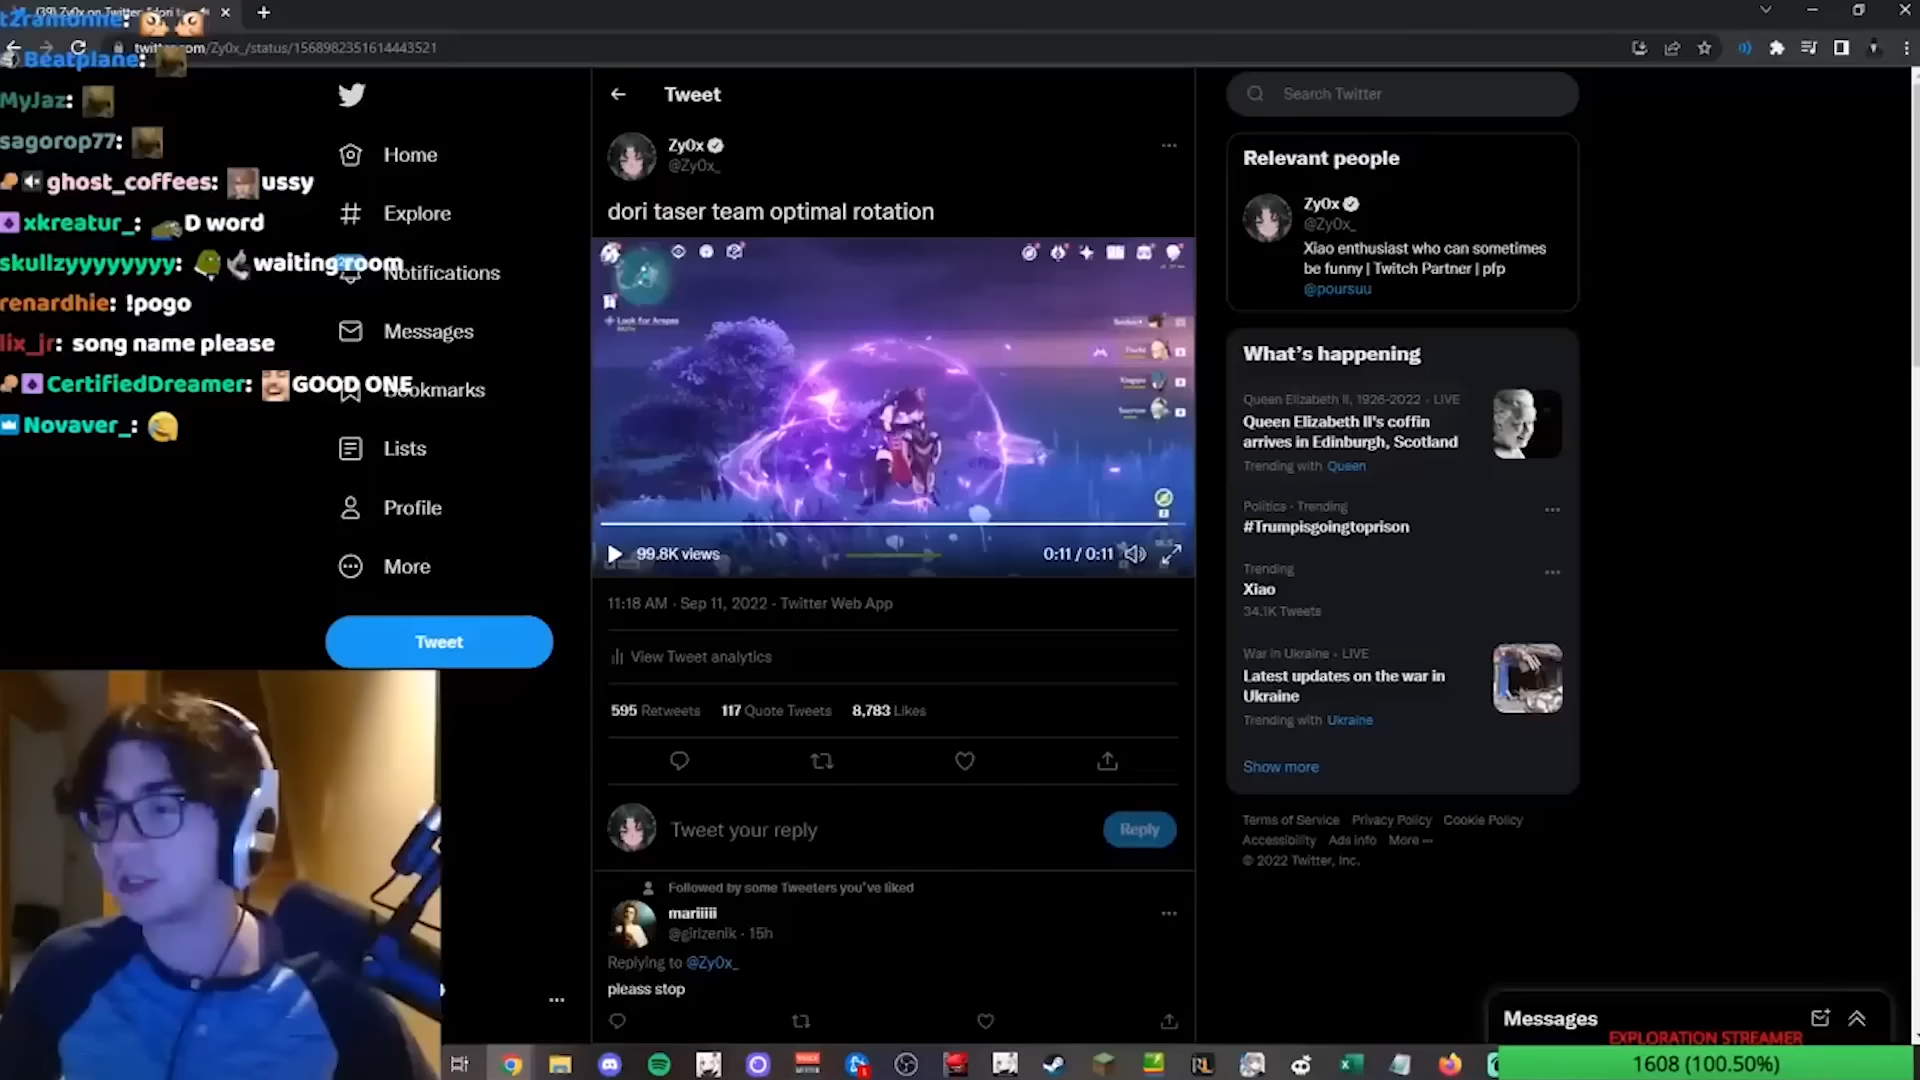 (39) Zy0x on Twitter: "dori t
twitter.com/Zy0x_/status/1568982351614443521
t2ramonne:
Beatplane:
MyJaz:
sagorop77:
ghost_coffees: ussy
xkreatur_: D word
skullzyyyyyyyy: waiting room
renardhie: !pogo
lix_jr: song name please
CertifiedDreamer: GOOD ONE
Novaver_:
Home
Explore
Notifications
Messages
Bookmarks
Lists
Profile
More
Tweet
Tweet
Zy0x
@Zy0x_
dori taser team optimal rotation
Look for Arapas
Fischl
Xingqiu
Sucrose
99.8K views
0:11 / 0:11
11:18 AM · Sep 11, 2022 · Twitter Web App
View Tweet analytics
595 Retweets 117 Quote Tweets 8,783 Likes
Tweet your reply
Reply
Followed by some Tweeters you've liked
mariiiii
@girlzenik · 15h
Replying to @Zy0x_
pleass stop
Search Twitter
Relevant people
Zy0x
@Zy0x_
Xiao enthusiast who can sometimes
be funny | Twitch Partner | pfp
@poursuu
What's happening
Queen Elizabeth II, 1926-2022 · LIVE
Queen Elizabeth II's coffin
arrives in Edinburgh, Scotland
Trending with Queen
Politics · Trending
#Trumpisgoingtoprison
Trending
Xiao
34.1K Tweets
War in Ukraine · LIVE
Latest updates on the war in
Ukraine
Trending with Ukraine
Show more
Terms of Service Privacy Policy Cookie Policy
Accessibility Ads info More ···
© 2022 Twitter, Inc.
Messages
EXPLORATION STREAMER
1608 (100.50%)